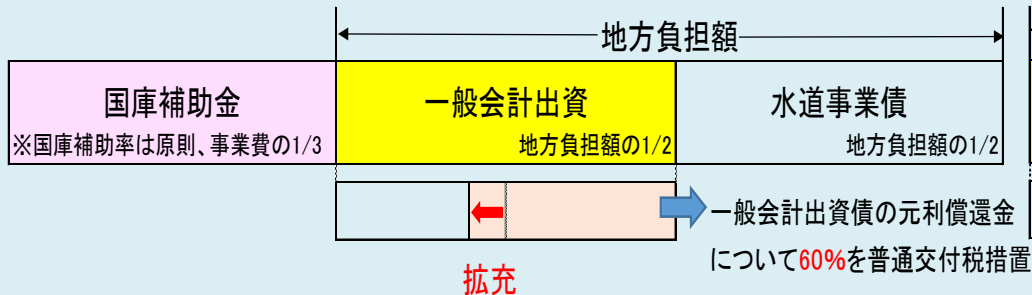 地方負担額
国庫補助金
※国庫補助率は原則、事業費の1/3
一般会計出資
地方負担額の1/2
水道事業債
地方負担額の1/2
一般会計出資債の元利償還金
について60%を普通交付税措置
拡充